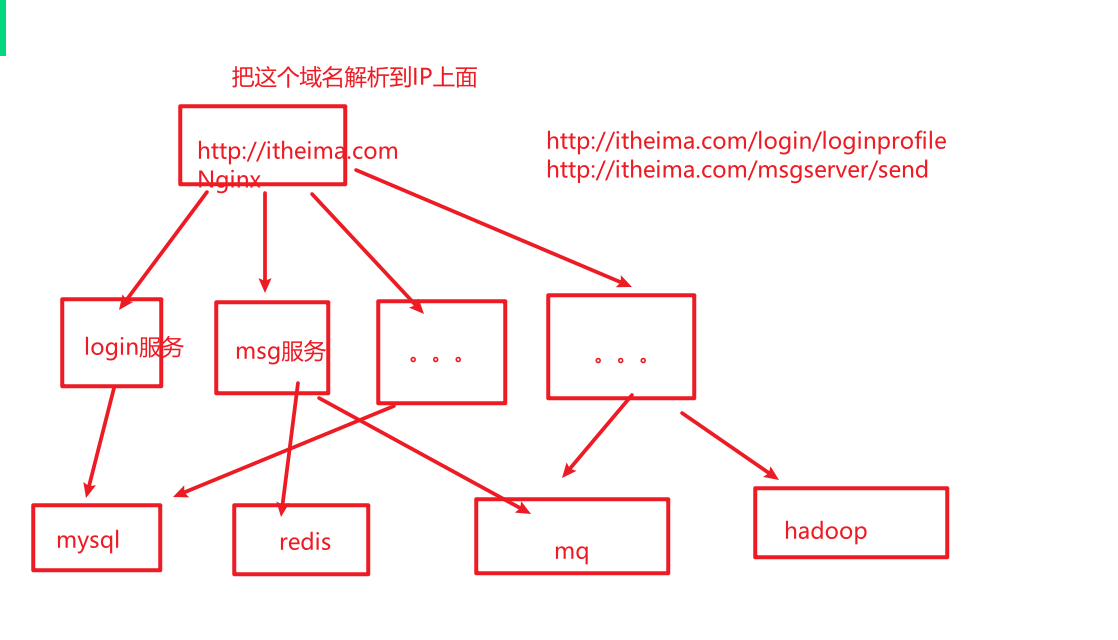 把这个域名解析到IP上面
http://itheima.com
Nginx
http://itheima.com/login/loginprofile
http://itheima.com/msgserver/send
login服务
msg服务
。。。
。。。
mysql
redis
mq
hadoop